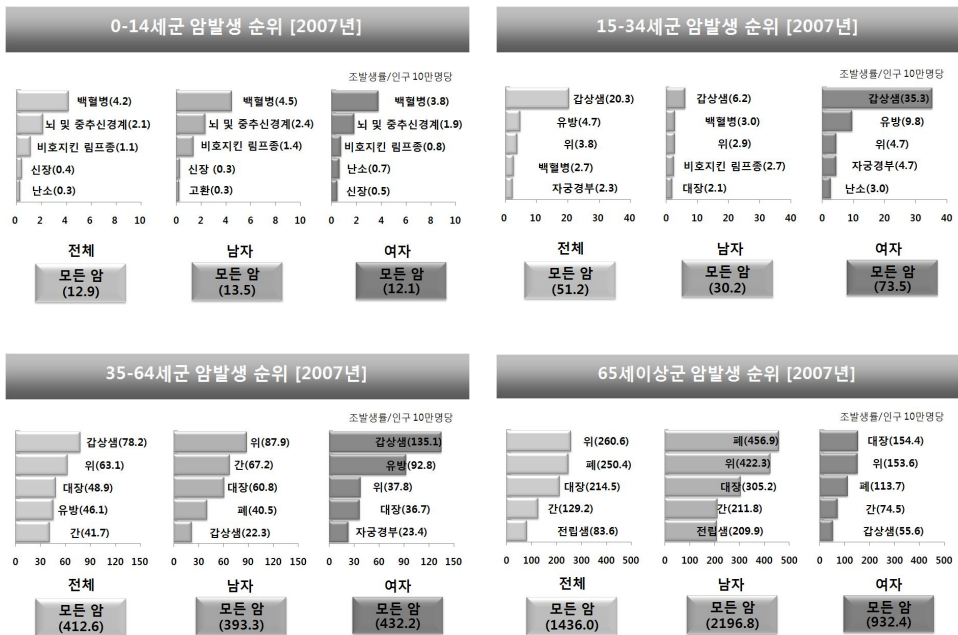 0-14세군 암발생 순위 [2007년]
조발생률/인구 10만명당
백혈병(4.2)
뇌 및 중추신경계(2.1)
비호지킨 림프종(1.1)
신장(0.4)
난소(0.3)
0 2 4 6 8 10
전체
모든 암
(12.9)
백혈병(4.5)
뇌 및 중추신경계(2.4)
비호지킨 림프종(1.4)
신장 (0.3)
고환(0.3)
0 2 4 6 8 10
남자
모든 암
(13.5)
백혈병(3.8)
뇌 및 중추신경계(1.9)
비호지킨 림프종(0.8)
난소(0.7)
신장(0.5)
0 2 4 6 8 10
여자
모든 암
(12.1)
15-34세군 암발생 순위 [2007년]
조발생률/인구 10만명당
갑상샘(20.3)
유방(4.7)
위(3.8)
백혈병(2.7)
자궁경부(2.3)
0 10 20 30 40
전체
모든 암
(51.2)
갑상샘(6.2)
백혈병(3.0)
위(2.9)
비호지킨 림프종(2.7)
대장(2.1)
0 10 20 30 40
남자
모든 암
(30.2)
갑상샘(35.3)
유방(9.8)
위(4.7)
자궁경부(4.7)
난소(3.0)
0 10 20 30 40
여자
모든 암
(73.5)
35-64세군 암발생 순위 [2007년]
조발생률/인구 10만명당
갑상샘(78.2)
위(63.1)
대장(48.9)
유방(46.1)
간(41.7)
0 30 60 90 120 150
전체
모든 암
(412.6)
위(87.9)
간(67.2)
대장(60.8)
폐(40.5)
갑상샘(22.3)
0 30 60 90 120 150
남자
모든 암
(393.3)
갑상샘(135.1)
유방(92.8)
위(37.8)
대장(36.7)
자궁경부(23.4)
0 30 60 90 120 150
여자
모든 암
(432.2)
65세이상군 암발생 순위 [2007년]
조발생률/인구 10만명당
위(260.6)
폐(250.4)
대장(214.5)
간(129.2)
전립샘(83.6)
0 100 200 300 400 500
전체
모든 암
(1436.0)
폐(456.9)
위(422.3)
대장(305.2)
간(211.8)
전립샘(209.9)
0 100 200 300 400 500
남자
모든 암
(2196.8)
대장(154.4)
위(153.6)
폐(113.7)
간(74.5)
갑상샘(55.6)
0 100 200 300 400 500
여자
모든 암
(932.4)